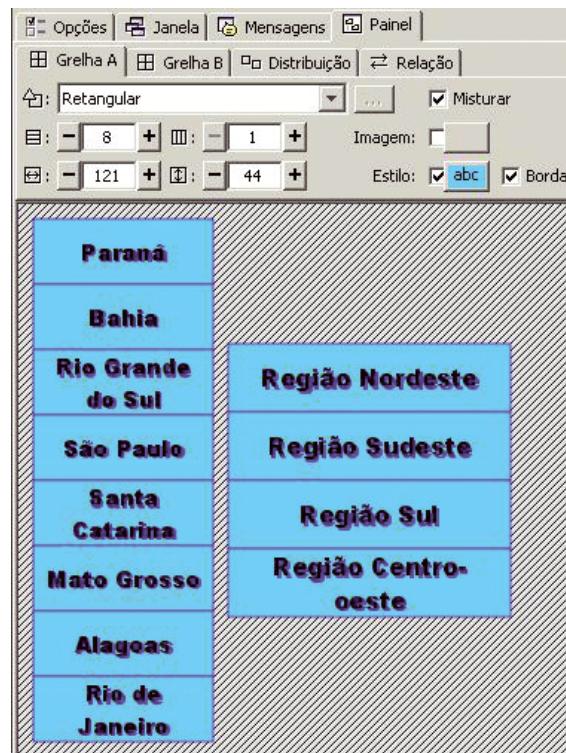 Opções Janela Mensagens Painel
Grelha A Grelha B Distribuição Relação
Retangular ... Misturar
8 1 Imagem:
121 44 Estilo: abc Borda
Paraná
Bahia
Rio Grande
do Sul
São Paulo
Santa
Catarina
Mato Grosso
Alagoas
Rio de
Janeiro
Região Nordeste
Região Sudeste
Região Sul
Região Centro-
oeste